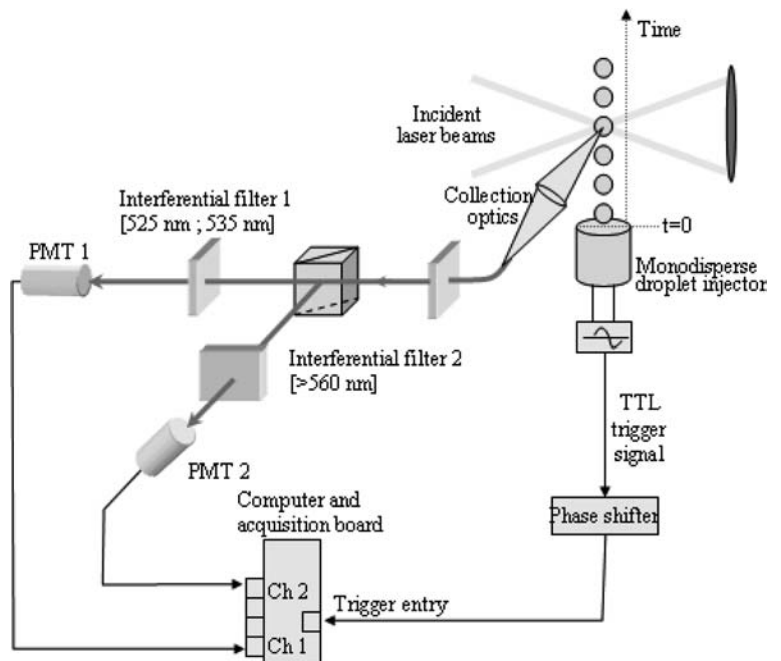 Time
Incident
laser beams
Collection
optics
Interferential filter 1
[525 nm ; 535 nm]
PMT 1
t=0
Monodisperse
droplet injector
Interferential filter 2
[>560 nm]
TTL
trigger
signal
PMT 2
Computer and
acquisition board
Phase shifter
Ch 2
Trigger entry
Ch 1